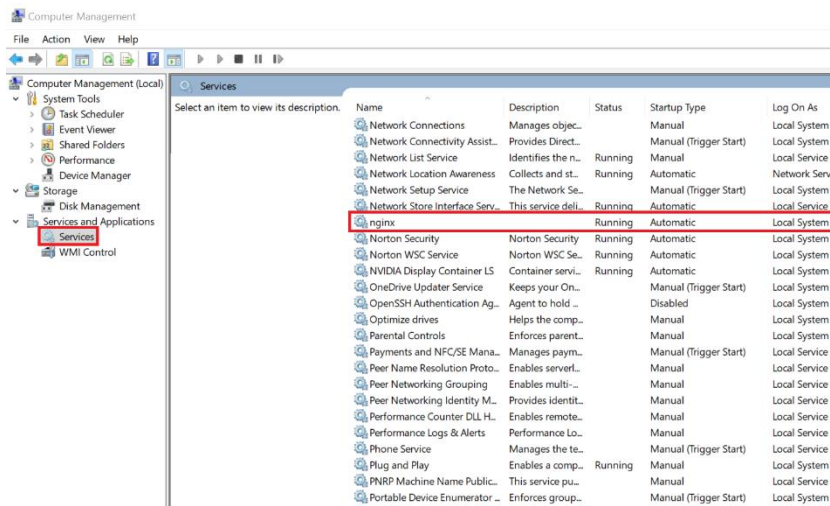 Computer Management
File Action View Help
Computer Management (Local)
System Tools
Task Scheduler
Event Viewer
Shared Folders
Performance
Device Manager
Storage
Disk Management
Services and Applications
Services
WMI Control
Services
Select an item to view its description.
Name Description Status Startup Type Log On As
Network Connections Manages objec... Manual Local System
Network Connectivity Assist... Provides Direct... Manual (Trigger Start) Local System
Network List Service Identifies the n... Running Manual Local Service
Network Location Awareness Collects and st... Running Automatic Network Serv
Network Setup Service The Network Se... Manual (Trigger Start) Local System
Network Store Interface Serv... This service deli... Running Automatic Local Service
nginx Running Automatic Local System
Norton Security Norton Security Running Automatic Local System
Norton WSC Service Norton WSC Se... Running Automatic Local System
NVIDIA Display Container LS Container servi... Running Automatic Local System
OneDrive Updater Service Keeps your On... Manual (Trigger Start) Local System
OpenSSH Authentication Ag... Agent to hold ... Disabled Local System
Optimize drives Helps the comp... Manual Local System
Parental Controls Enforces parent... Manual Local System
Payments and NFC/SE Mana... Manages paym... Manual (Trigger Start) Local Service
Peer Name Resolution Proto... Enables serverl... Manual Local Service
Peer Networking Grouping Enables multi-... Manual Local Service
Peer Networking Identity M... Provides identit... Manual Local Service
Performance Counter DLL H... Enables remote... Manual Local Service
Performance Logs & Alerts Performance Lo... Manual Local Service
Phone Service Manages the te... Manual (Trigger Start) Local Service
Plug and Play Enables a comp... Running Manual Local System
PNRP Machine Name Public... This service pu... Manual Local Service
Portable Device Enumerator ... Enforces group... Manual (Trigger Start) Local System